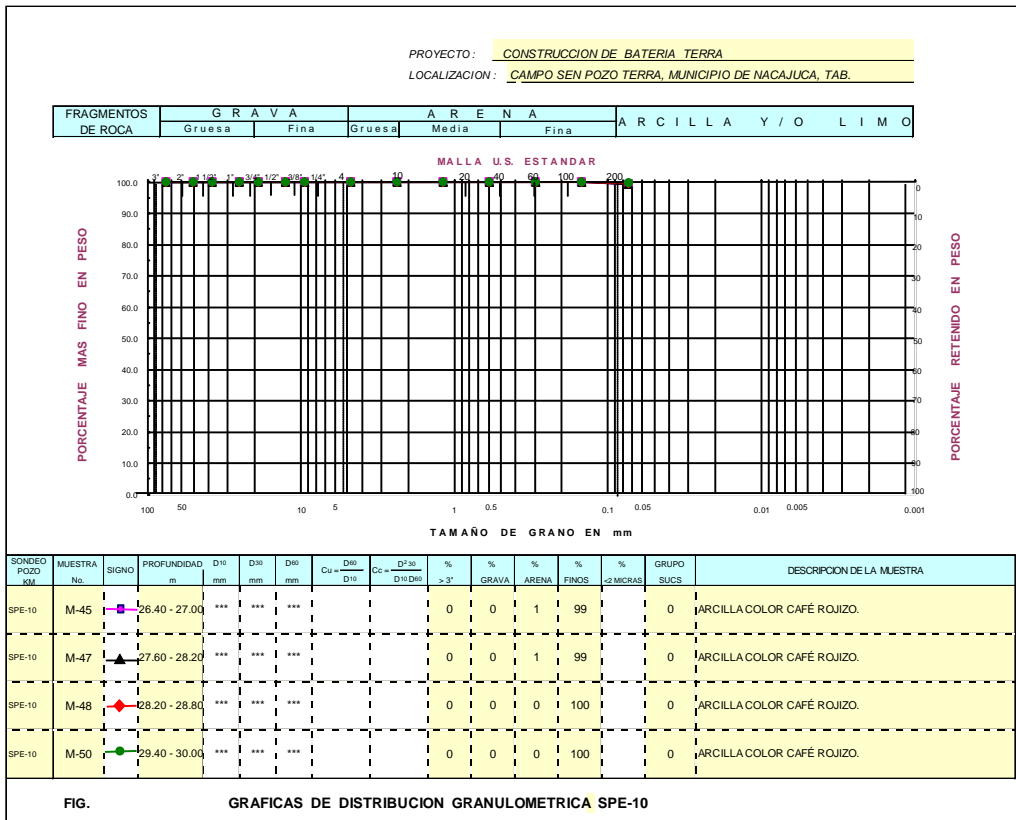 PROYECTO : CONSTRUCCION DE BATERIA TERRA
LOCALIZACION : CAMPO SEN POZO TERRA, MUNICIPIO DE NACAJUCA, TAB.
FRAGMENTOS DE ROCA
G R A V A
A R E N A
A R C I L L A Y / O L I M O
Gruesa Fina Gruesa Media Fina
MALLA U.S. ESTANDAR
3" 2" 1 1/2" 1" 3/4" 1/2" 3/8" 1/4" 4 10 20 40 60 100 200
PORCENTAJE MAS FINO EN PESO
100.0 90.0 80.0 70.0 60.0 50.0 40.0 30.0 20.0 10.0 0.0
0 10 20 30 40 50 60 70 80 90 100
PORCENTAJE RETENIDO EN PESO
100 50 10 5 1 0.5 0.1 0.05 0.01 0.005 0.001
TAMAÑO DE GRANO EN mm
SONDEO POZO KM MUESTRA No. SIGNO PROFUNDIDAD m D10 mm D30 mm D60 mm Cu = D60 D10 Cc = D² 30 D10 D60 % > 3" % GRAVA % ARENA % FINOS % <2 MICRAS GRUPO SUCS DESCRIPCION DE LA MUESTRA
SPE-10 M-45 26.40 - 27.00 *** *** *** 0 0 1 99 0 ARCILLA COLOR CAFÉ ROJIZO.
SPE-10 M-47 27.60 - 28.20 *** *** *** 0 0 1 99 0 ARCILLA COLOR CAFÉ ROJIZO.
SPE-10 M-48 28.20 - 28.80 *** *** *** 0 0 0 100 0 ARCILLA COLOR CAFÉ ROJIZO.
SPE-10 M-50 29.40 - 30.00 *** *** *** 0 0 0 100 0 ARCILLA COLOR CAFÉ ROJIZO.
FIG. GRAFICAS DE DISTRIBUCION GRANULOMETRICA SPE-10